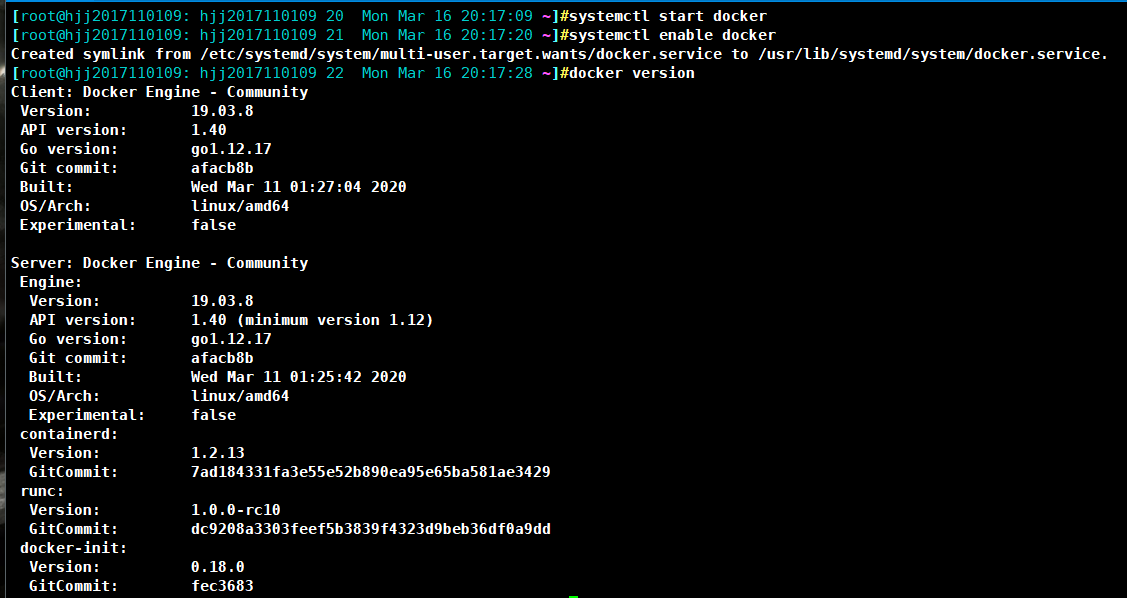 [root@hjj2017110109: hjj2017110109 20  Mon Mar 16 20:17:09 ~]#systemctl start docker
[root@hjj2017110109: hjj2017110109 21  Mon Mar 16 20:17:20 ~]#systemctl enable docker
Created symlink from /etc/systemd/system/multi-user.target.wants/docker.service to /usr/lib/systemd/system/docker.service.
[root@hjj2017110109: hjj2017110109 22  Mon Mar 16 20:17:28 ~]#docker version
Client: Docker Engine - Community
 Version:           19.03.8
 API version:       1.40
 Go version:        go1.12.17
 Git commit:        afacb8b
 Built:             Wed Mar 11 01:27:04 2020
 OS/Arch:           linux/amd64
 Experimental:      false

Server: Docker Engine - Community
 Engine:
  Version:          19.03.8
  API version:      1.40 (minimum version 1.12)
  Go version:       go1.12.17
  Git commit:       afacb8b
  Built:            Wed Mar 11 01:25:42 2020
  OS/Arch:          linux/amd64
  Experimental:     false
 containerd:
  Version:          1.2.13
  GitCommit:        7ad184331fa3e55e52b890ea95e65ba581ae3429
 runc:
  Version:          1.0.0-rc10
  GitCommit:        dc9208a3303feef5b3839f4323d9beb36df0a9dd
 docker-init:
  Version:          0.18.0
  GitCommit:        fec3683